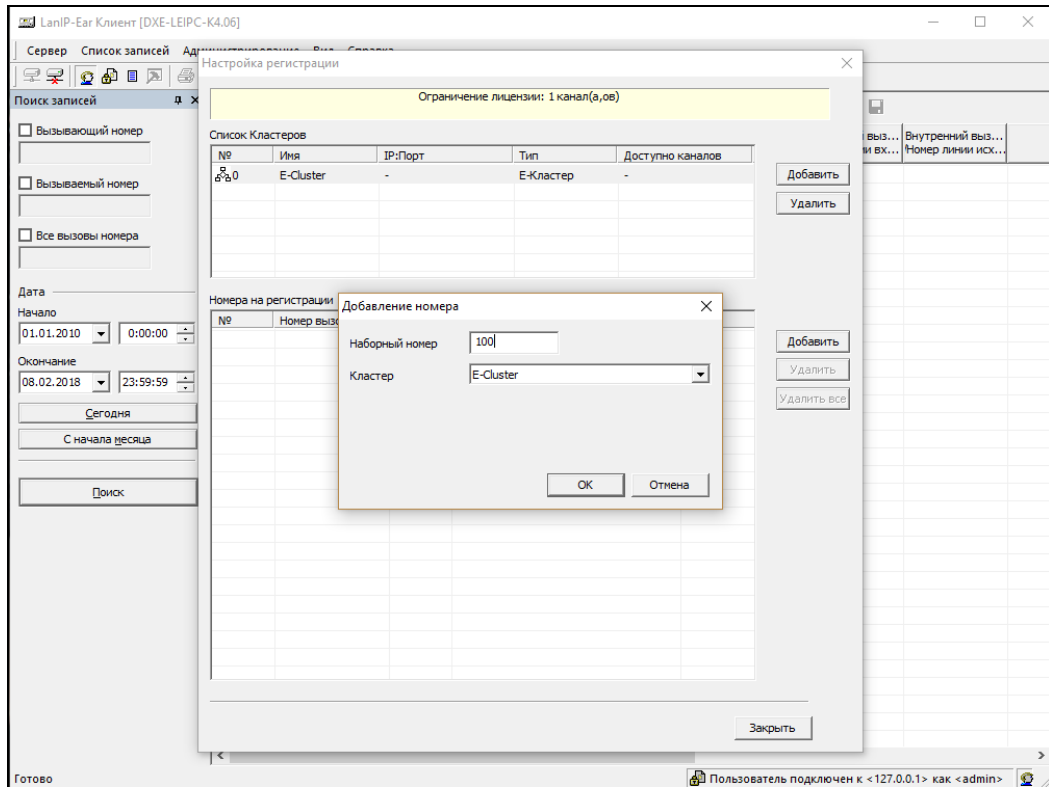 LanIP-Ear Клиент [DXE-LEIPC-K4.06]
Сервер Список записей
Настройка регистрации
Поиск записей
Ограничение лицензии: 1 канал(а,ов)
Вызывающий номер
Список Кластеров
выз... Внутренний выз...
вх... Номер линии исх...
№ Имя IP:Порт Тип Доступно каналов
0 E-Cluster - Е-Кластер -
Добавить
Вызываемый номер
Удалить
Все вызовы номера
Дата
Номера на регистрации
Добавление номера
Начало
№ Номер
01.01.2010 0:00:00
Наборный номер 100
Добавить
Окончание
Кластер E-Cluster
Удалить
08.02.2018 23:59:59
Удалить все
Сегодня
С начала месяца
Поиск
ОК Отмена
Закрыть
Готово
Пользователь подключен к <127.0.0.1> как <admin>